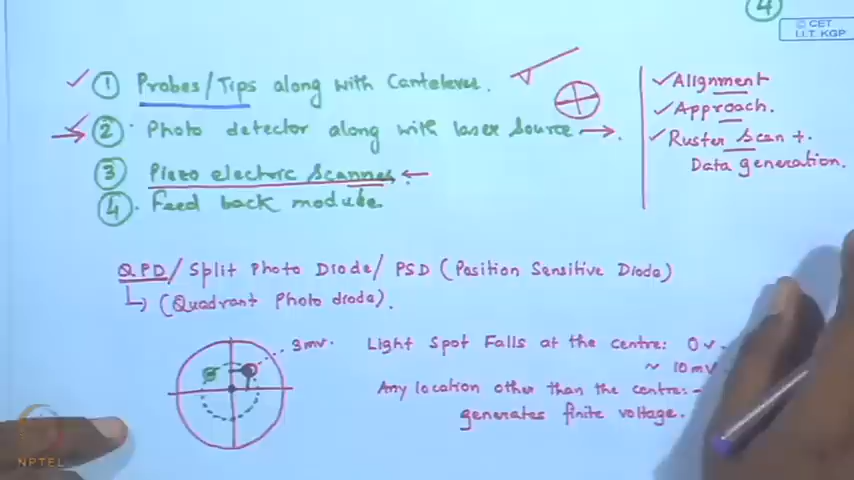 4
© CET
I.I.T. KGP
① Probes/Tips along with Cantelever.
② Photo detector along with laser source →.
③ Piezo electric Scanner ←
④ Feed back module.
✓ Alignment
✓ Approach.
✓ Ruster Scan +
Data generation.
QPD/ Split Photo Diode/ PSD (Position Sensitive Diode)
↳ (Quadrant Photo diode).
3mv.
Light Spot Falls at the centre: 0v
~ 10mv
Any location other than the centre:-
generates finite voltage.
NPTEL